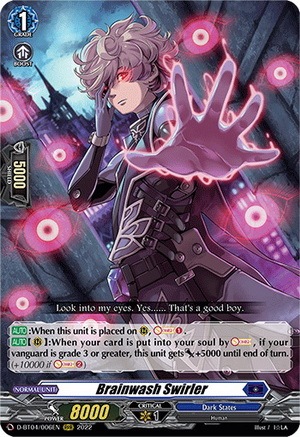 1
GRADE
BOOST
5000
SHIELD
Look into my eyes. Yes...... That's a good boy.
AUTO:When this unit is placed on , 1.
AUTO[ ]:When your card is put into your soul by , if your
vanguard is grade 3 or greater, this unit gets +5000 until end of turn.
(+10000 if )
NORMAL UNIT
Brainwash Swirler
POWER 8000
CRITICAL
1
Dark States
Human
D-BT04/006EN RRR 2022
Illust /